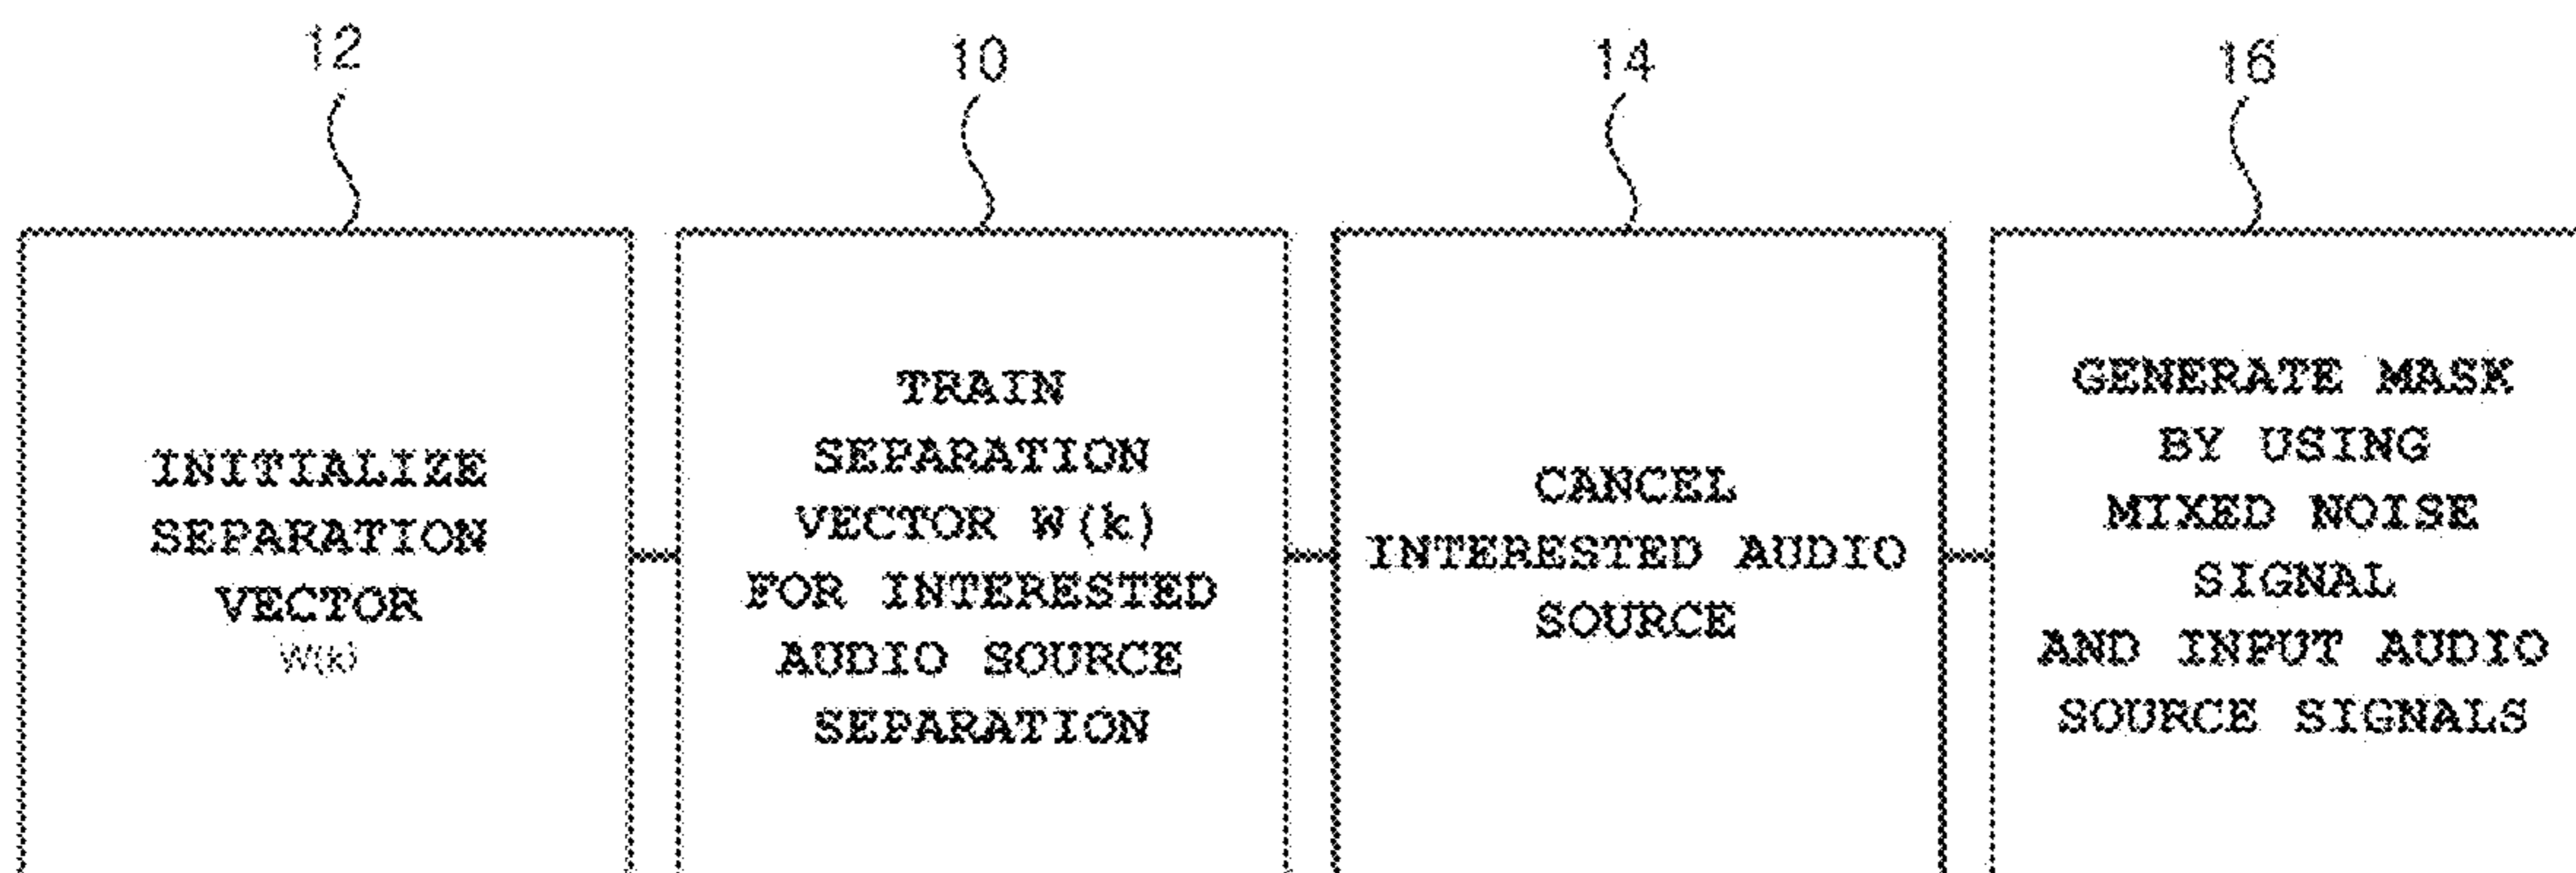 12
10
14
16
INITIALIZE
SEPARATION
VECTOR
W(k)
TRAIN
SEPARATION
VECTOR W(k)
FOR INTERESTED
AUDIO SOURCE
SEPARATION
CANCEL
INTERESTED AUDIO
SOURCE
GENERATE MASK
BY USING
MIXED NOISE
SIGNAL
AND INPUT AUDIO
SOURCE SIGNALS